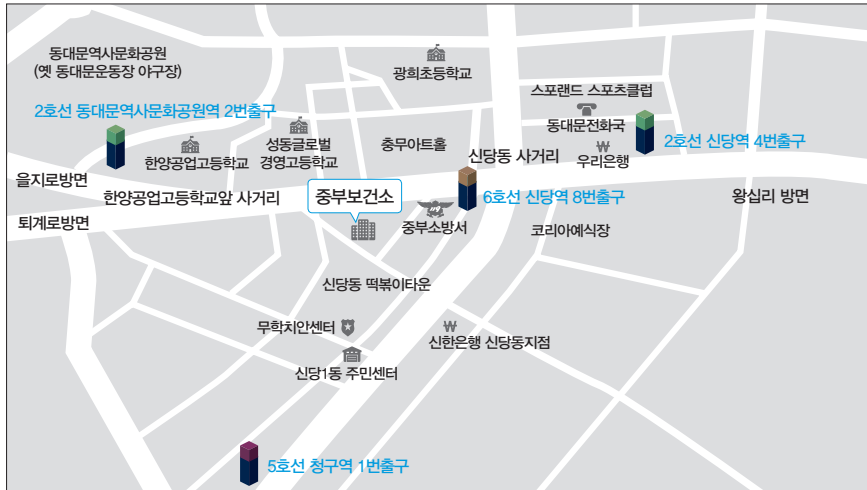 동대문역사문화공원
(옛 동대문운동장 야구장)
광희초등학교
스포랜드 스포츠클럽
2호선 동대문역사문화공원역 2번출구
동대문전화국
2호선 신당역 4번출구
성동글로벌
경영고등학교
충무아트홀
한양공업고등학교
신당동 사거리
우리은행
을지로방면
한양공업고등학교앞 사거리
중부보건소
6호선 신당역 8번출구
왕십리 방면
퇴계로방면
119
중부소방서
코리아예식장
신당동 떡볶이타운
무학치안센터
신한은행 신당동지점
신당1동 주민센터
5호선 청구역 1번출구